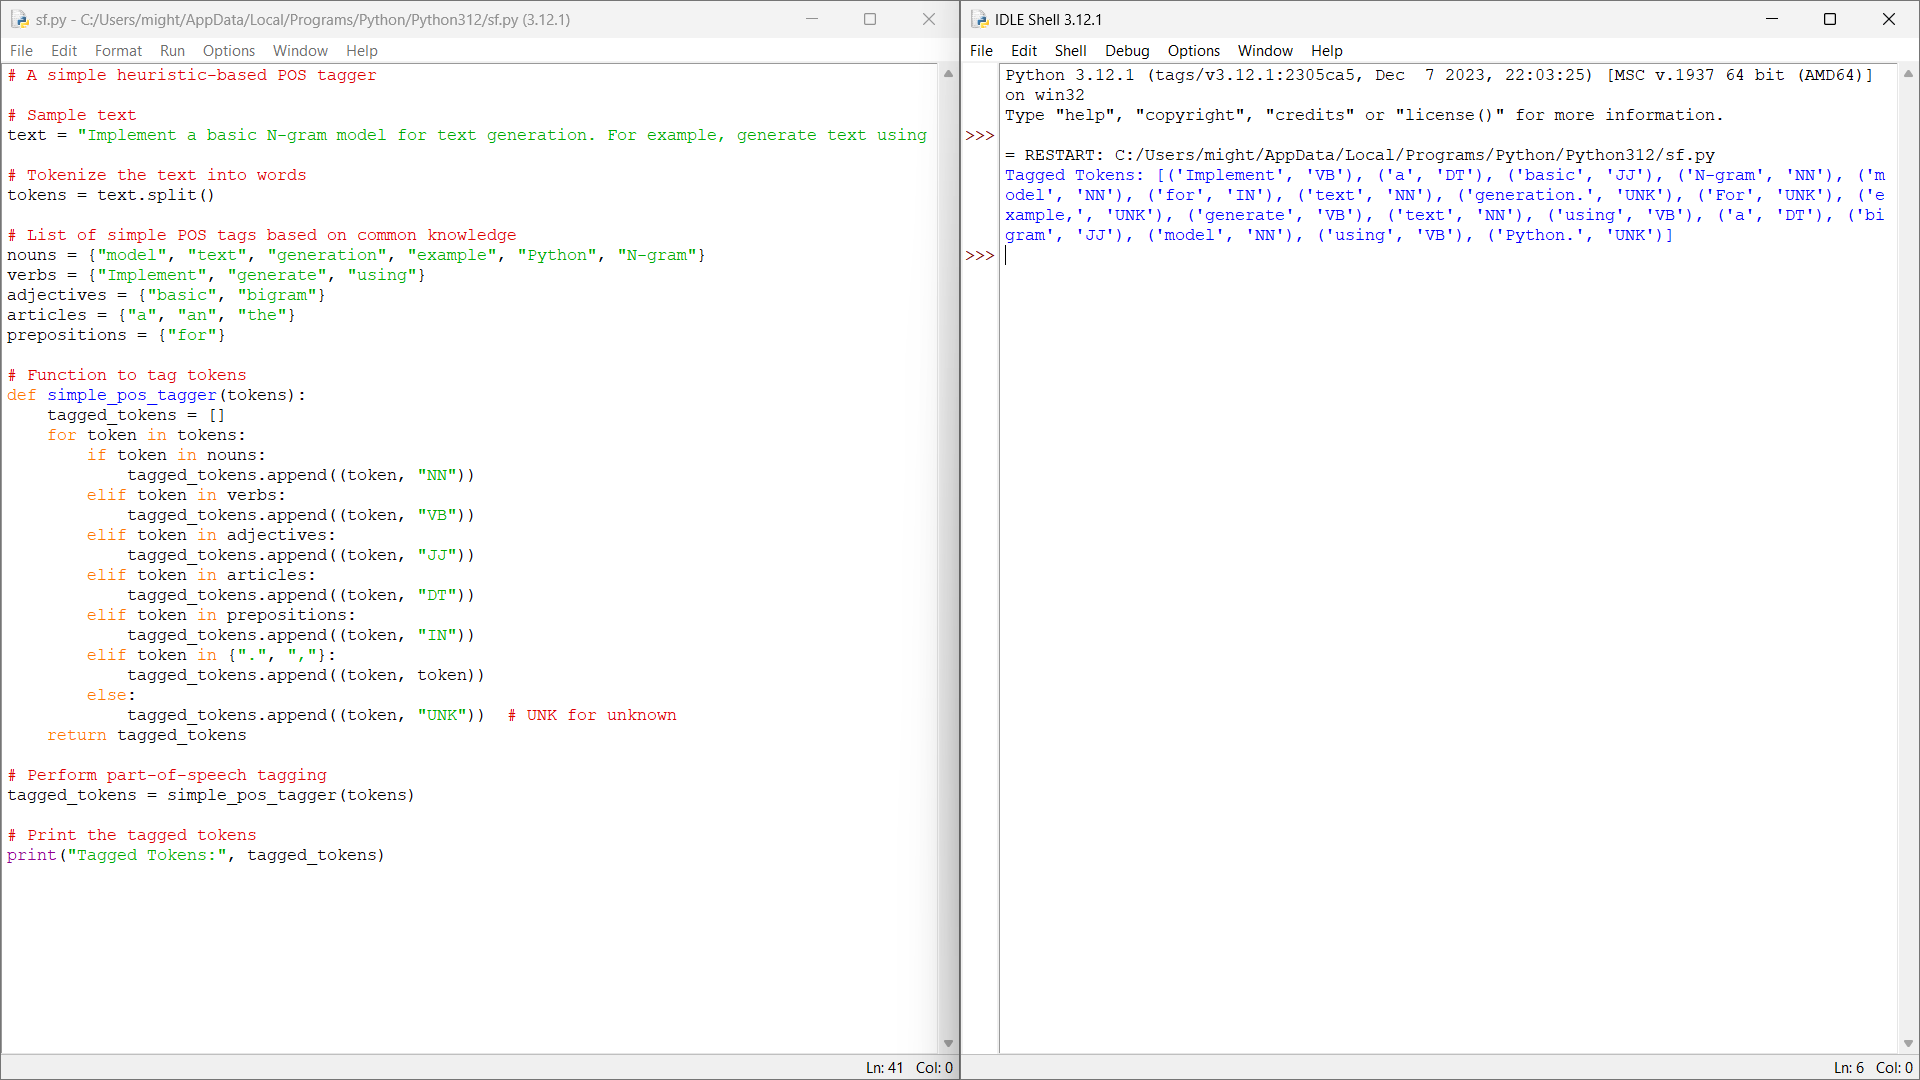 sf.py - C:/Users/might/AppData/Local/Programs/Python/Python312/sf.py (3.12.1)
File Edit Format Run Options Window Help
# A simple heuristic-based POS tagger

# Sample text
text = "Implement a basic N-gram model for text generation. For example, generate text using

# Tokenize the text into words
tokens = text.split()

# List of simple POS tags based on common knowledge
nouns = {"model", "text", "generation", "example", "Python", "N-gram"}
verbs = {"Implement", "generate", "using"}
adjectives = {"basic", "bigram"}
articles = {"a", "an", "the"}
prepositions = {"for"}

# Function to tag tokens
def simple_pos_tagger(tokens):
    tagged_tokens = []
    for token in tokens:
        if token in nouns:
            tagged_tokens.append((token, "NN"))
        elif token in verbs:
            tagged_tokens.append((token, "VB"))
        elif token in adjectives:
            tagged_tokens.append((token, "JJ"))
        elif token in articles:
            tagged_tokens.append((token, "DT"))
        elif token in prepositions:
            tagged_tokens.append((token, "IN"))
        elif token in {".", ","}:
            tagged_tokens.append((token, token))
        else:
            tagged_tokens.append((token, "UNK"))  # UNK for unknown
    return tagged_tokens

# Perform part-of-speech tagging
tagged_tokens = simple_pos_tagger(tokens)

# Print the tagged tokens
print("Tagged Tokens:", tagged_tokens)
Ln: 41 Col: 0
IDLE Shell 3.12.1
File Edit Shell Debug Options Window Help
Python 3.12.1 (tags/v3.12.1:2305ca5, Dec  7 2023, 22:03:25) [MSC v.1937 64 bit (AMD64)]
on win32
Type "help", "copyright", "credits" or "license()" for more information.
>>>
= RESTART: C:/Users/might/AppData/Local/Programs/Python/Python312/sf.py
Tagged Tokens: [('Implement', 'VB'), ('a', 'DT'), ('basic', 'JJ'), ('N-gram', 'NN'), ('m
odel', 'NN'), ('for', 'IN'), ('text', 'NN'), ('generation.', 'UNK'), ('For', 'UNK'), ('e
xample,', 'UNK'), ('generate', 'VB'), ('text', 'NN'), ('using', 'VB'), ('a', 'DT'), ('bi
gram', 'JJ'), ('model', 'NN'), ('using', 'VB'), ('Python.', 'UNK')]
>>>
Ln: 6 Col: 0